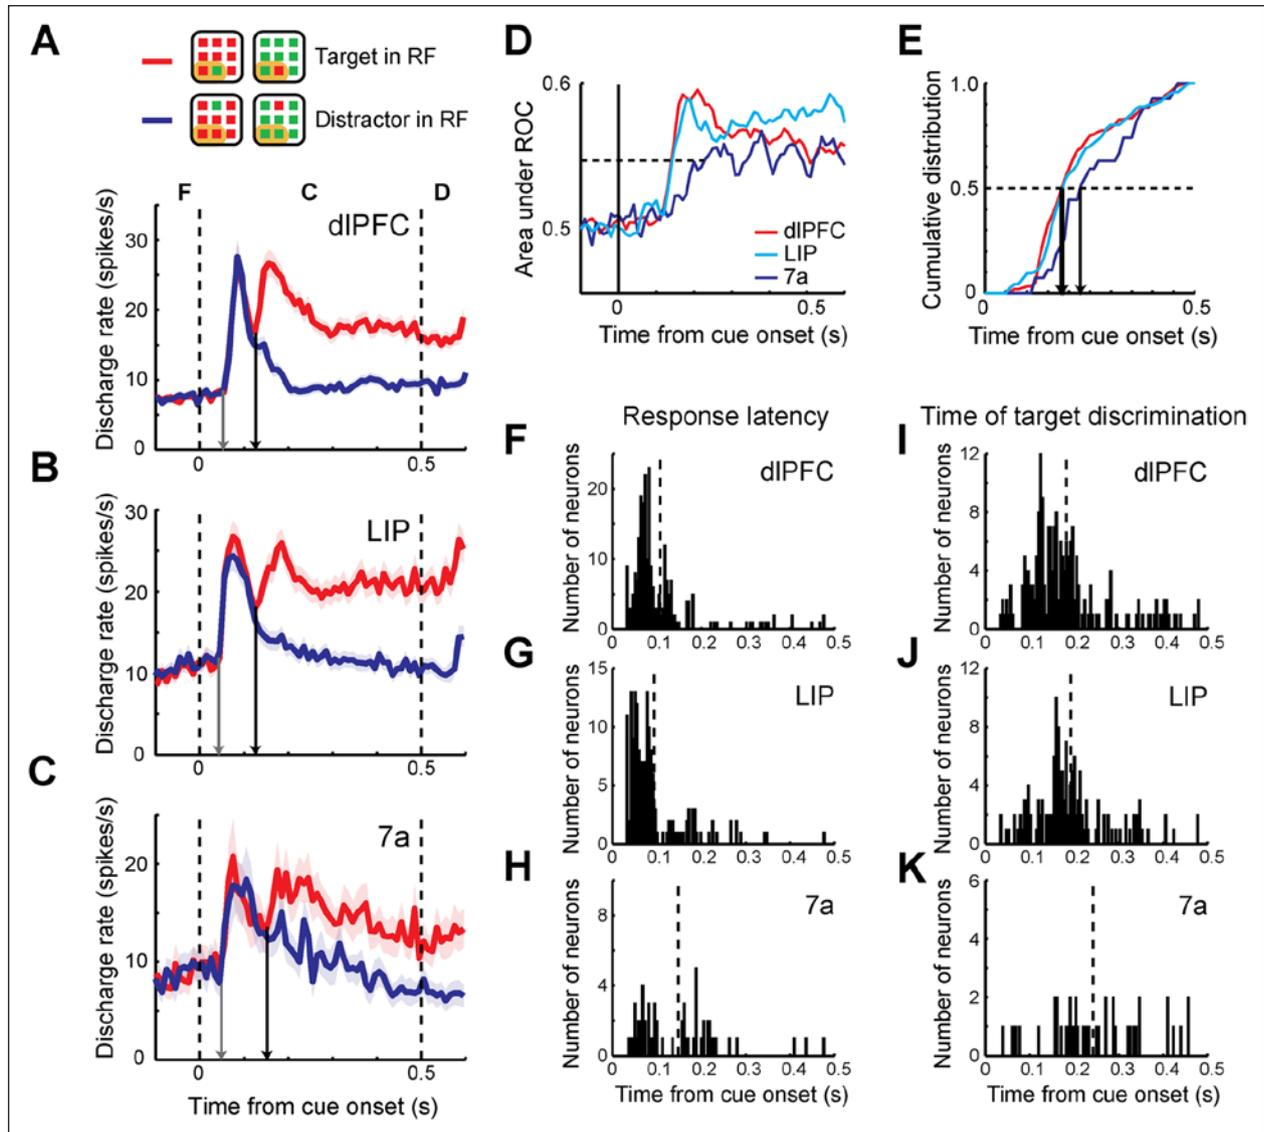 A
Target in RF
Distractor in RF
F C D
dlPFC
Discharge rate (spikes/s)
30
20
10
0
0 0.5
B
LIP
Discharge rate (spikes/s)
30
20
10
0
0 0.5
C
7a
Discharge rate (spikes/s)
20
10
0
0 0.5
Time from cue onset (s)
D
Area under ROC
0.6
0.5
dlPFC
LIP
7a
0 0.5
Time from cue onset (s)
E
Cumulative distribution
1.0
0.5
0
0 0.5
Time from cue onset (s)
Response latency
F
dlPFC
Number of neurons
20
10
0
0 0.1 0.2 0.3 0.4 0.5
G
LIP
Number of neurons
15
10
5
0
0 0.1 0.2 0.3 0.4 0.5
H
7a
Number of neurons
8
4
0
0 0.1 0.2 0.3 0.4 0.5
Time from cue onset (s)
Time of target discrimination
I
dlPFC
Number of neurons
12
8
4
0
0 0.1 0.2 0.3 0.4 0.5
J
LIP
Number of neurons
12
8
4
0
0 0.1 0.2 0.3 0.4 0.5
K
7a
Number of neurons
6
4
2
0
0 0.1 0.2 0.3 0.4 0.5
Time from cue onset (s)